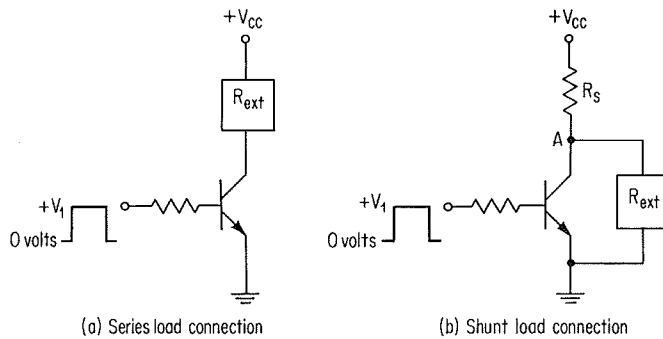 +Vcc
Rext
+V1
0 volts
(a) Series load connection
+Vcc
Rs
A
Rext
+V1
0 volts
(b) Shunt load connection